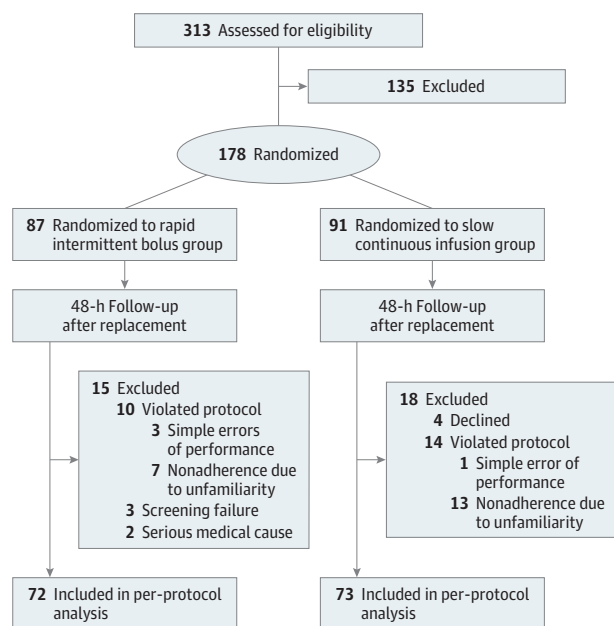 313 Assessed for eligibility
135 Excluded
178 Randomized
87 Randomized to rapid
intermittent bolus group
91 Randomized to slow
continuous infusion group
48-h Follow-up
after replacement
48-h Follow-up
after replacement
15 Excluded
10 Violated protocol
3 Simple errors
of performance
7 Nonadherence due
to unfamiliarity
3 Screening failure
2 Serious medical cause
18 Excluded
4 Declined
14 Violated protocol
1 Simple error of
performance
13 Nonadherence due
to unfamiliarity
72 Included in per-protocol
analysis
73 Included in per-protocol
analysis